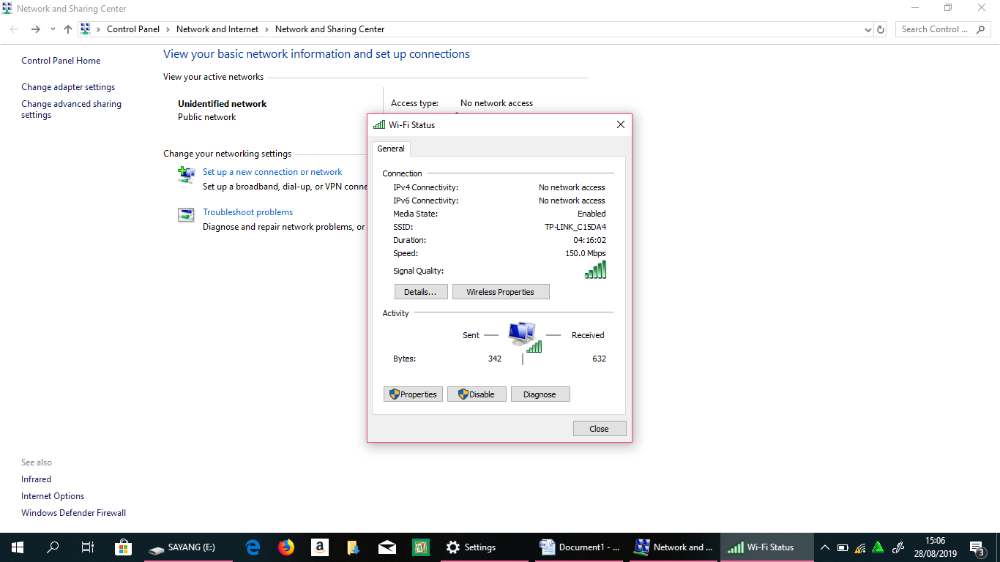 Network and Sharing Center
Control Panel > Network and Internet > Network and Sharing Center
Search Control ...
Control Panel Home
Change adapter settings
Change advanced sharing
settings
View your basic network information and set up connections
View your active networks
Unidentified network
Public network
Access type: No network access
Change your networking settings
Set up a new connection or network
Set up a broadband, dial-up, or VPN conne
Troubleshoot problems
Diagnose and repair network problems, or
Wi-Fi Status
General
Connection
IPv4 Connectivity: No network access
IPv6 Connectivity: No network access
Media State: Enabled
SSID: TP-LINK_C15DA4
Duration: 04:16:02
Speed: 150.0 Mbps
Signal Quality:
Details... Wireless Properties
Activity
Sent Received
Bytes: 342 632
Properties Disable Diagnose
Close
See also
Infrared
Internet Options
Windows Defender Firewall
SAYANG (E:) Settings Document1 - ... Network and ... Wi-Fi Status
15:06
28/08/2019
3